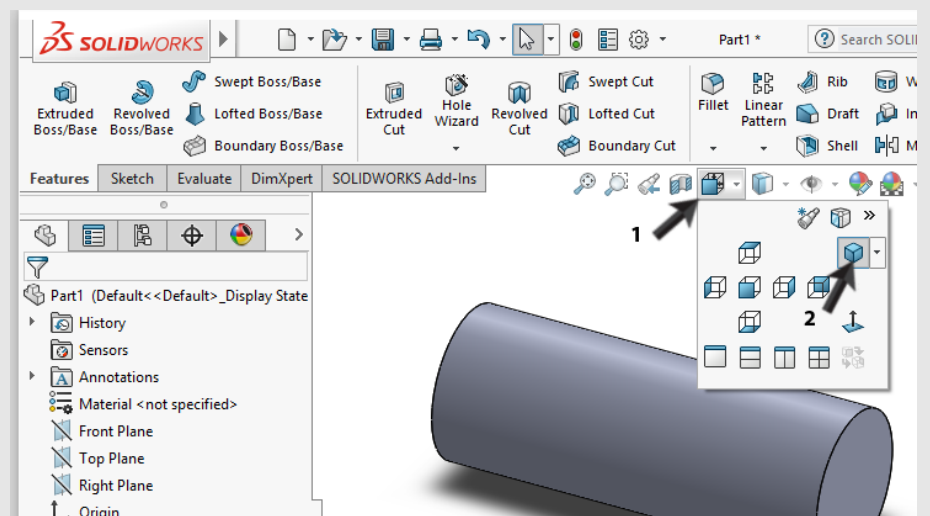 SOLIDWORKS
Part1 *
Search SOLI
Extruded Boss/Base
Revolved Boss/Base
Swept Boss/Base
Lofted Boss/Base
Boundary Boss/Base
Extruded Cut
Hole Wizard
Revolved Cut
Swept Cut
Lofted Cut
Boundary Cut
Fillet
Linear Pattern
Rib
Draft
Shell
W
In
M
Features
Sketch
Evaluate
DimXpert
SOLIDWORKS Add-Ins
1
2
Part1 (Default<<Default>_Display State
History
Sensors
Annotations
Material <not specified>
Front Plane
Top Plane
Right Plane
Origin